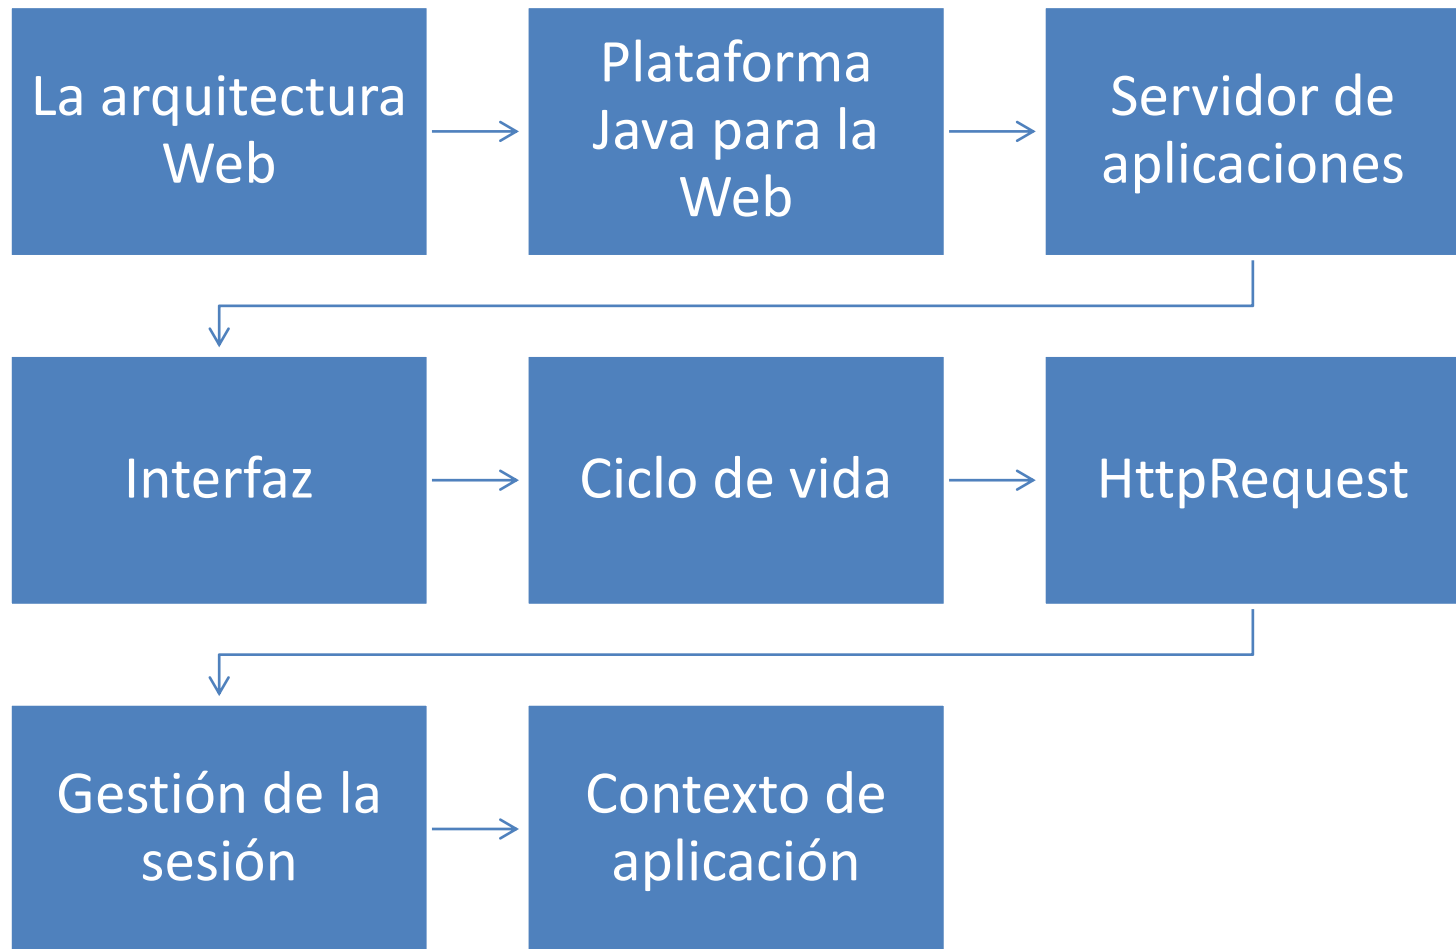 La arquitectura
Web
Plataforma
Java para la
Web
Servidor de
aplicaciones
Interfaz
Ciclo de vida
HttpRequest
Gestión de la
sesión
Contexto de
aplicación